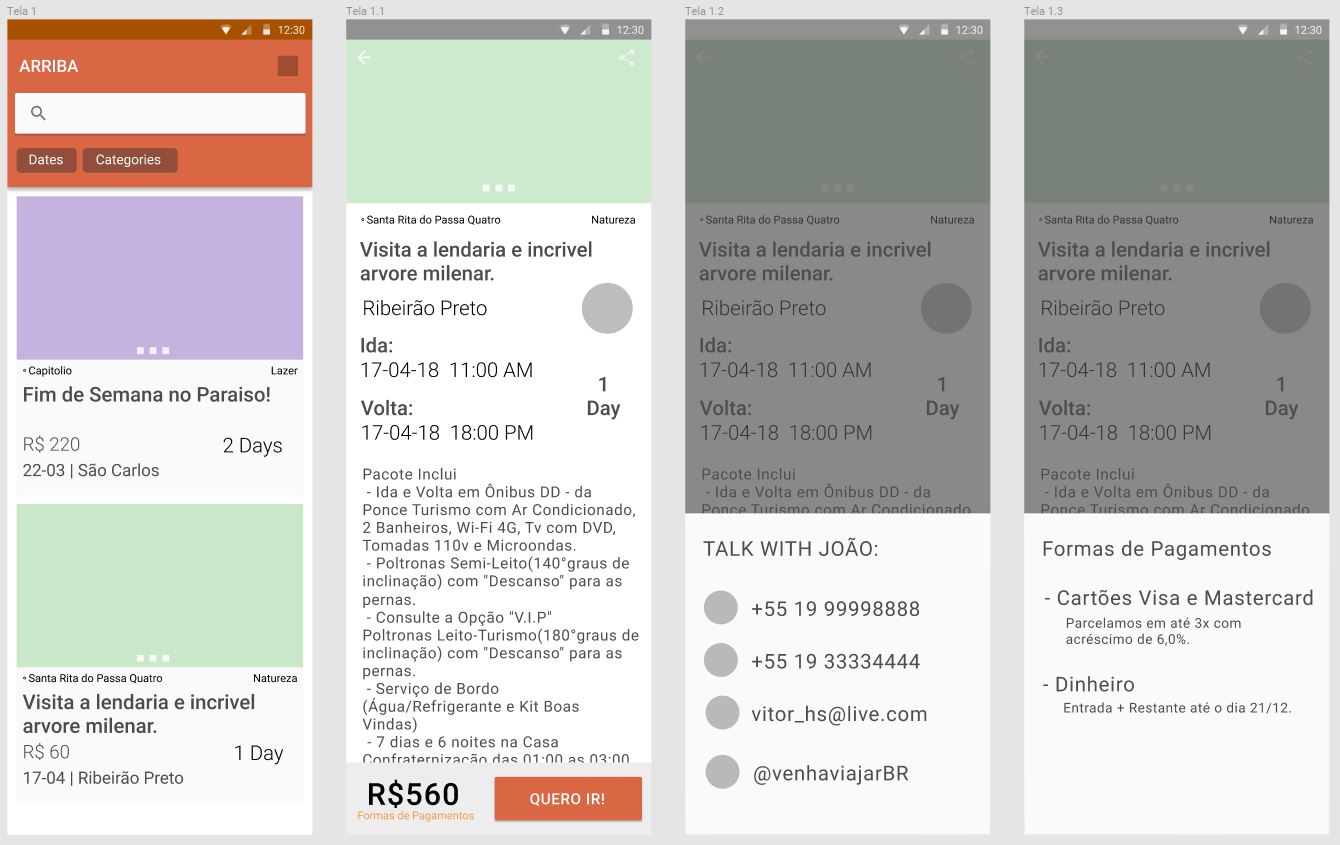 Tela 1
12:30
ARRIBA
Dates Categories
Capitolio Lazer
Fim de Semana no Paraiso!
R$ 220 2 Days
22-03 | São Carlos
Santa Rita do Passa Quatro Natureza
Visita a lendaria e incrivel
arvore milenar.
R$ 60 1 Day
17-04 | Ribeirão Preto
Tela 1.1
12:30
Santa Rita do Passa Quatro Natureza
Visita a lendaria e incrivel
arvore milenar.
Ribeirão Preto
Ida:
17-04-18 11:00 AM
1
Day
Volta:
17-04-18 18:00 PM
Pacote Inclui
- Ida e Volta em Ônibus DD - da
Ponce Turismo com Ar Condicionado,
2 Banheiros, Wi-Fi 4G, Tv com DVD,
Tomadas 110v e Microondas.
- Poltronas Semi-Leito(140°graus de
inclinação) com "Descanso" para as
pernas.
- Consulte a Opção "V.I.P"
Poltronas Leito-Turismo(180°graus de
inclinação) com "Descanso" para as
pernas.
- Serviço de Bordo
(Água/Refrigerante e Kit Boas
Vindas)
- 7 dias e 6 noites na Casa
Confraternização das 01:00 as 03:00
R$560
Formas de Pagamentos
QUERO IR!
Tela 1.2
12:30
Santa Rita do Passa Quatro Natureza
Visita a lendaria e incrivel
arvore milenar.
Ribeirão Preto
Ida:
17-04-18 11:00 AM
1
Day
Volta:
17-04-18 18:00 PM
Pacote Inclui
- Ida e Volta em Ônibus DD - da
Ponce Turismo com Ar Condicionado
TALK WITH JOÃO:
+55 19 99998888
+55 19 33334444
vitor_hs@live.com
@venhaviajarBR
Tela 1.3
12:30
Santa Rita do Passa Quatro Natureza
Visita a lendaria e incrivel
arvore milenar.
Ribeirão Preto
Ida:
17-04-18 11:00 AM
1
Day
Volta:
17-04-18 18:00 PM
Pacote Inclui
- Ida e Volta em Ônibus DD - da
Ponce Turismo com Ar Condicionado
Formas de Pagamentos
- Cartões Visa e Mastercard
Parcelamos em até 3x com
acréscimo de 6,0%.
- Dinheiro
Entrada + Restante até o dia 21/12.